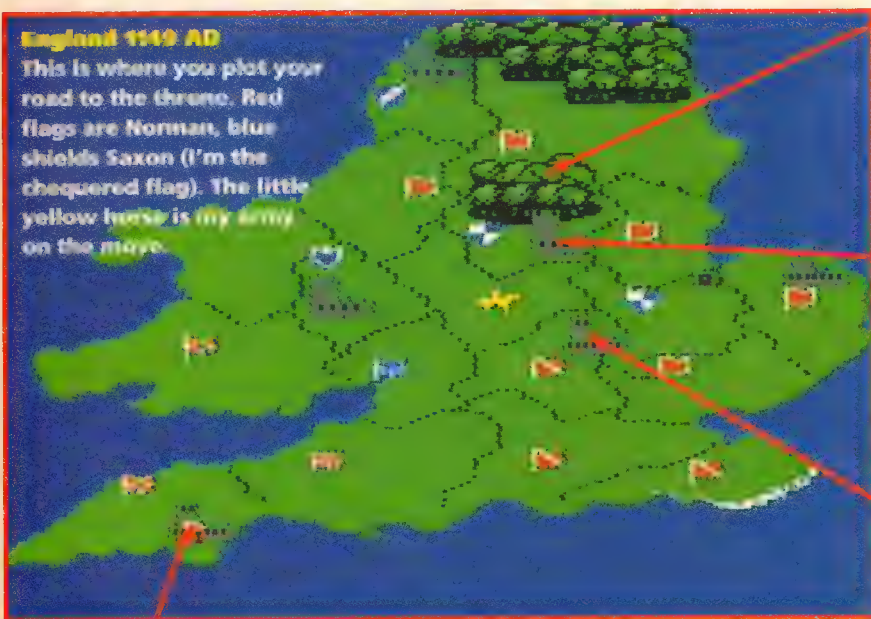 England 1149 AD
This is where you plot your
road to the throne. Red
flags are Norman, blue
shields Saxon (I'm the
chequered flag). The little
yellow horse is my army
on the move.